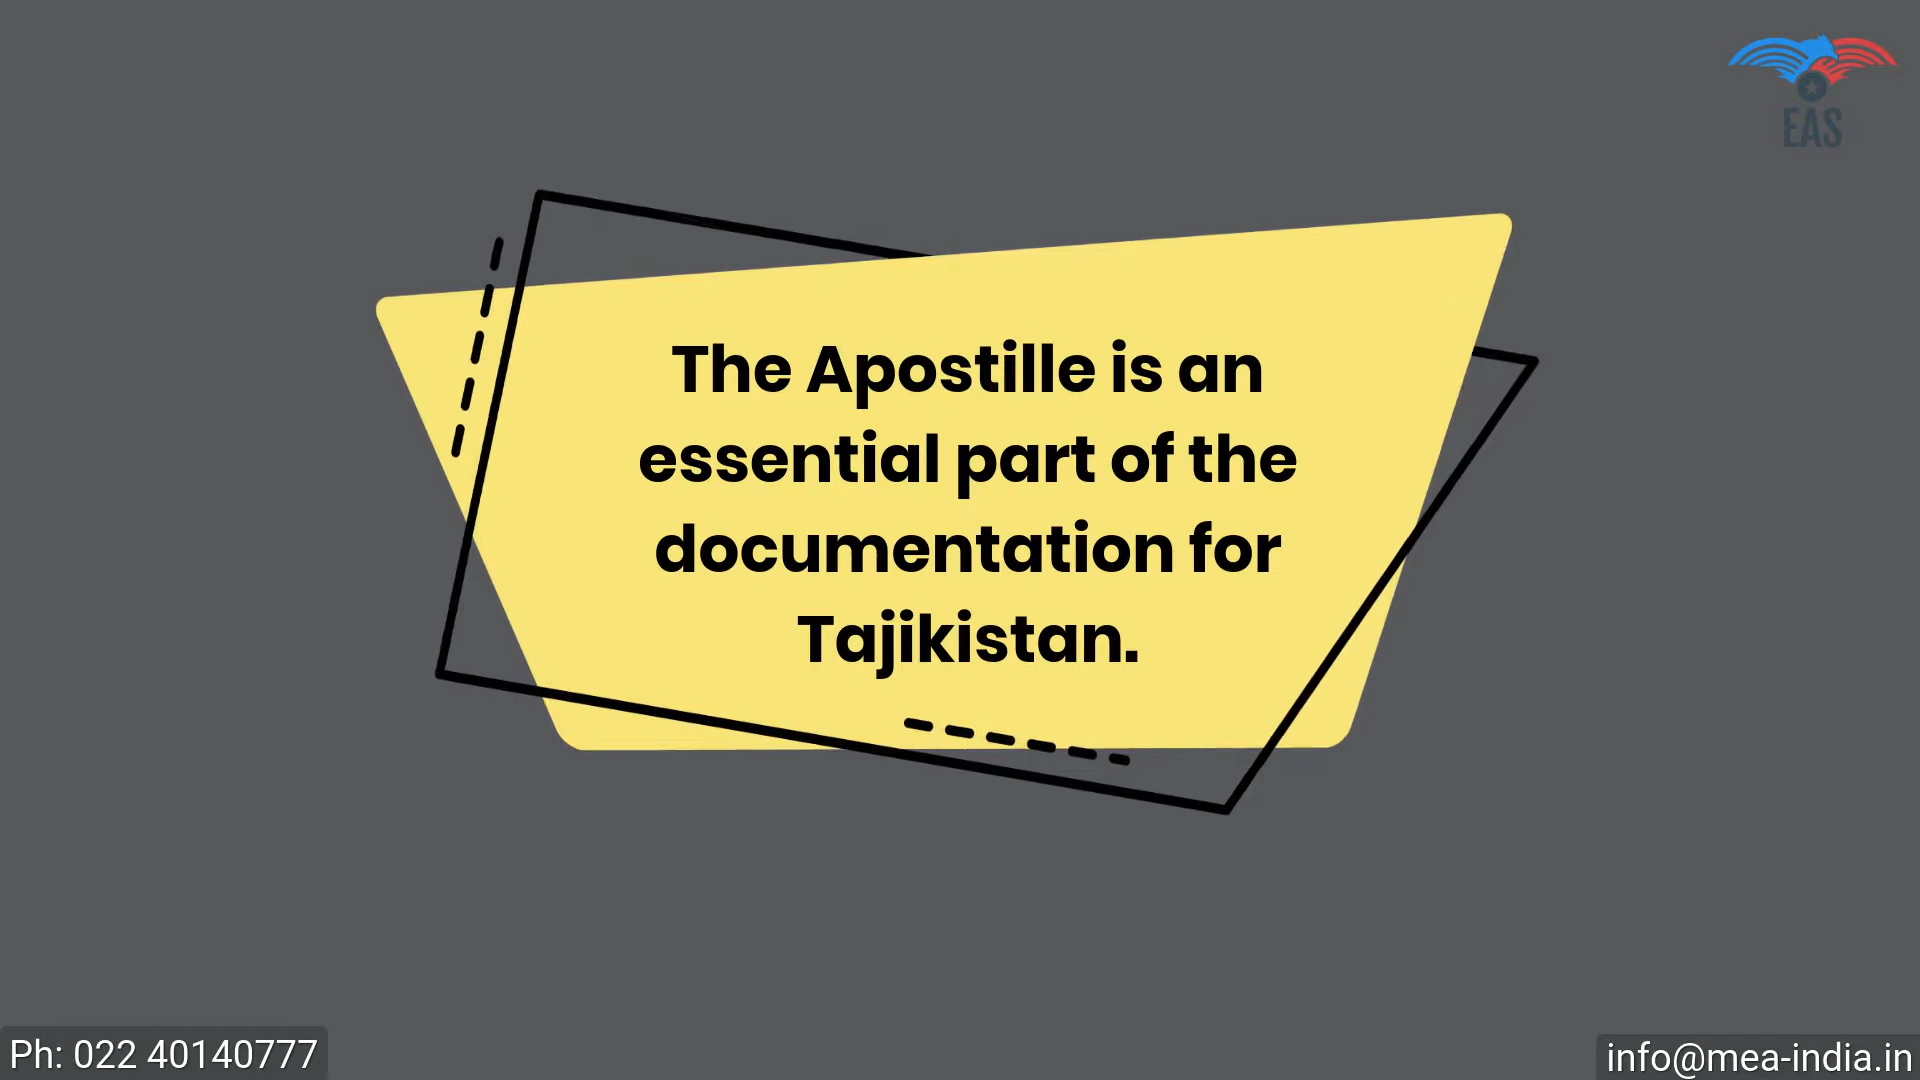 EAS
The Apostille is an
essential part of the
documentation for
Tajikistan.
Ph: 022 40140777
info@mea-india.in